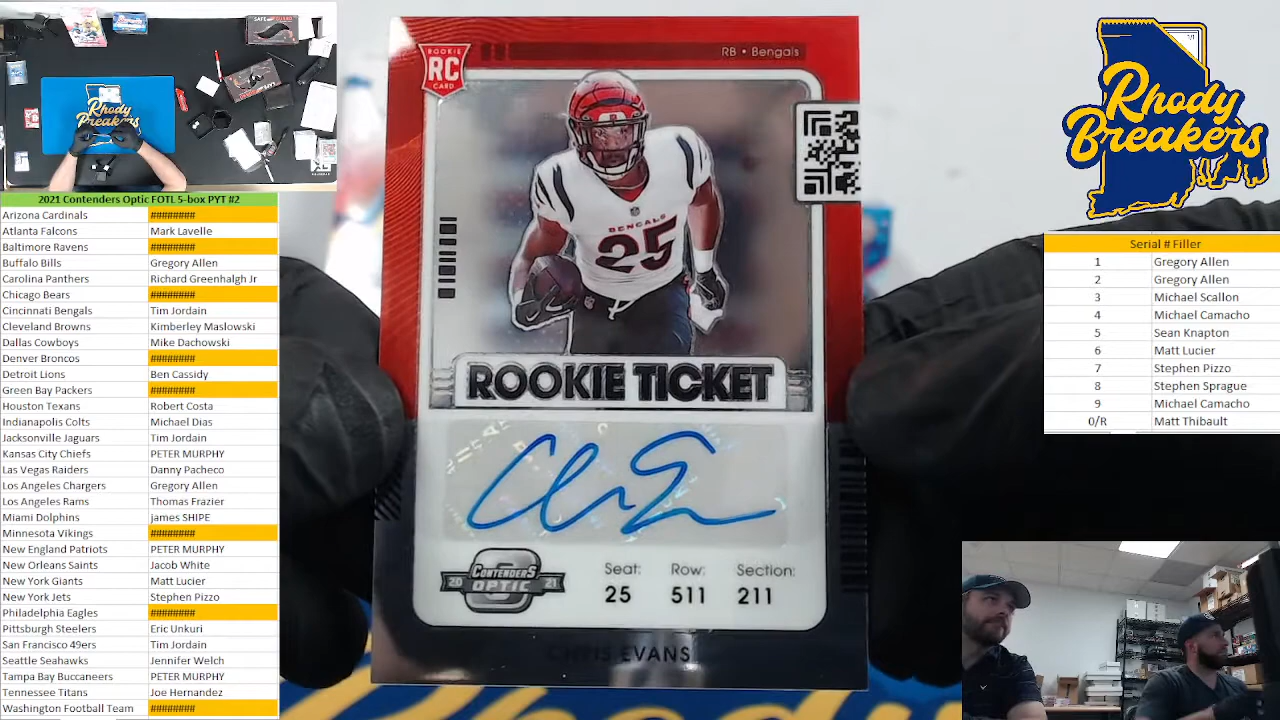 SAFE GUARD
Rhody
Breakers
2021 Contenders Optic FOTL 5-box PYT #2
Arizona Cardinals ########
Atlanta Falcons Mark Lavelle
Baltimore Ravens ########
Buffalo Bills Gregory Allen
Carolina Panthers Richard Greenhalgh Jr
Chicago Bears ########
Cincinnati Bengals Tim Jordain
Cleveland Browns Kimberley Maslowski
Dallas Cowboys Mike Dachowski
Denver Broncos ########
Detroit Lions Ben Cassidy
Green Bay Packers ########
Houston Texans Robert Costa
Indianapolis Colts Michael Dias
Jacksonville Jaguars Tim Jordain
Kansas City Chiefs PETER MURPHY
Las Vegas Raiders Danny Pacheco
Los Angeles Chargers Gregory Allen
Los Angeles Rams Thomas Frazier
Miami Dolphins james SHIPE
Minnesota Vikings ########
New England Patriots PETER MURPHY
New Orleans Saints Jacob White
New York Giants Matt Lucier
New York Jets Stephen Pizzo
Philadelphia Eagles ########
Pittsburgh Steelers Eric Unkuri
San Francisco 49ers Tim Jordain
Seattle Seahawks Jennifer Welch
Tampa Bay Buccaneers PETER MURPHY
Tennessee Titans Joe Hernandez
Washington Football Team ########
ROOKIE
RC
CARD
RB • Bengals
BENGALS
25
ROOKIE TICKET
20 CONTENDERS 21
OPTIC
Seat: Row: Section:
25 511 211
CHRIS EVANS
1/1
Rhody
Breakers
Serial # Filler
1 Gregory Allen
2 Gregory Allen
3 Michael Scallon
4 Michael Camacho
5 Sean Knapton
6 Matt Lucier
7 Stephen Pizzo
8 Stephen Sprague
9 Michael Camacho
0/R Matt Thibault